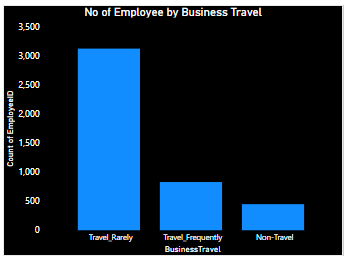 No of Employee by Business Travel
3,500
3,000
2,500
2,000
1,500
1,000
500
0
Count of EmployeeID
Travel_Rarely
Travel_Frequently
Non-Travel
BusinessTravel